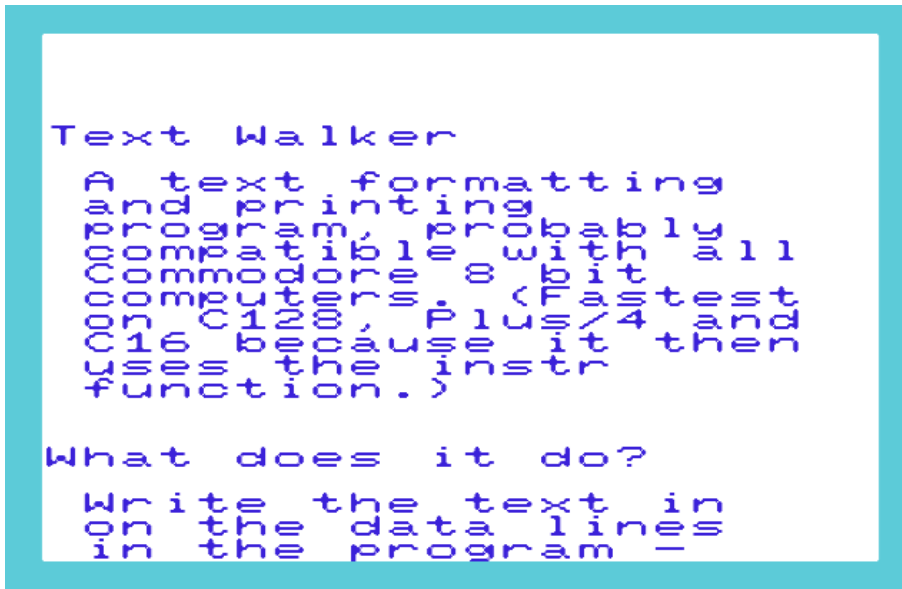 Text Walker
A text formatting
and printing
program, probably
compatible with all
Commodore 8 bit
computers. (Fastest
on C128, Plus/4 and
C16 because it then
uses the instr
function.)
What does it do?
Write the text in
on the data lines
in the program -